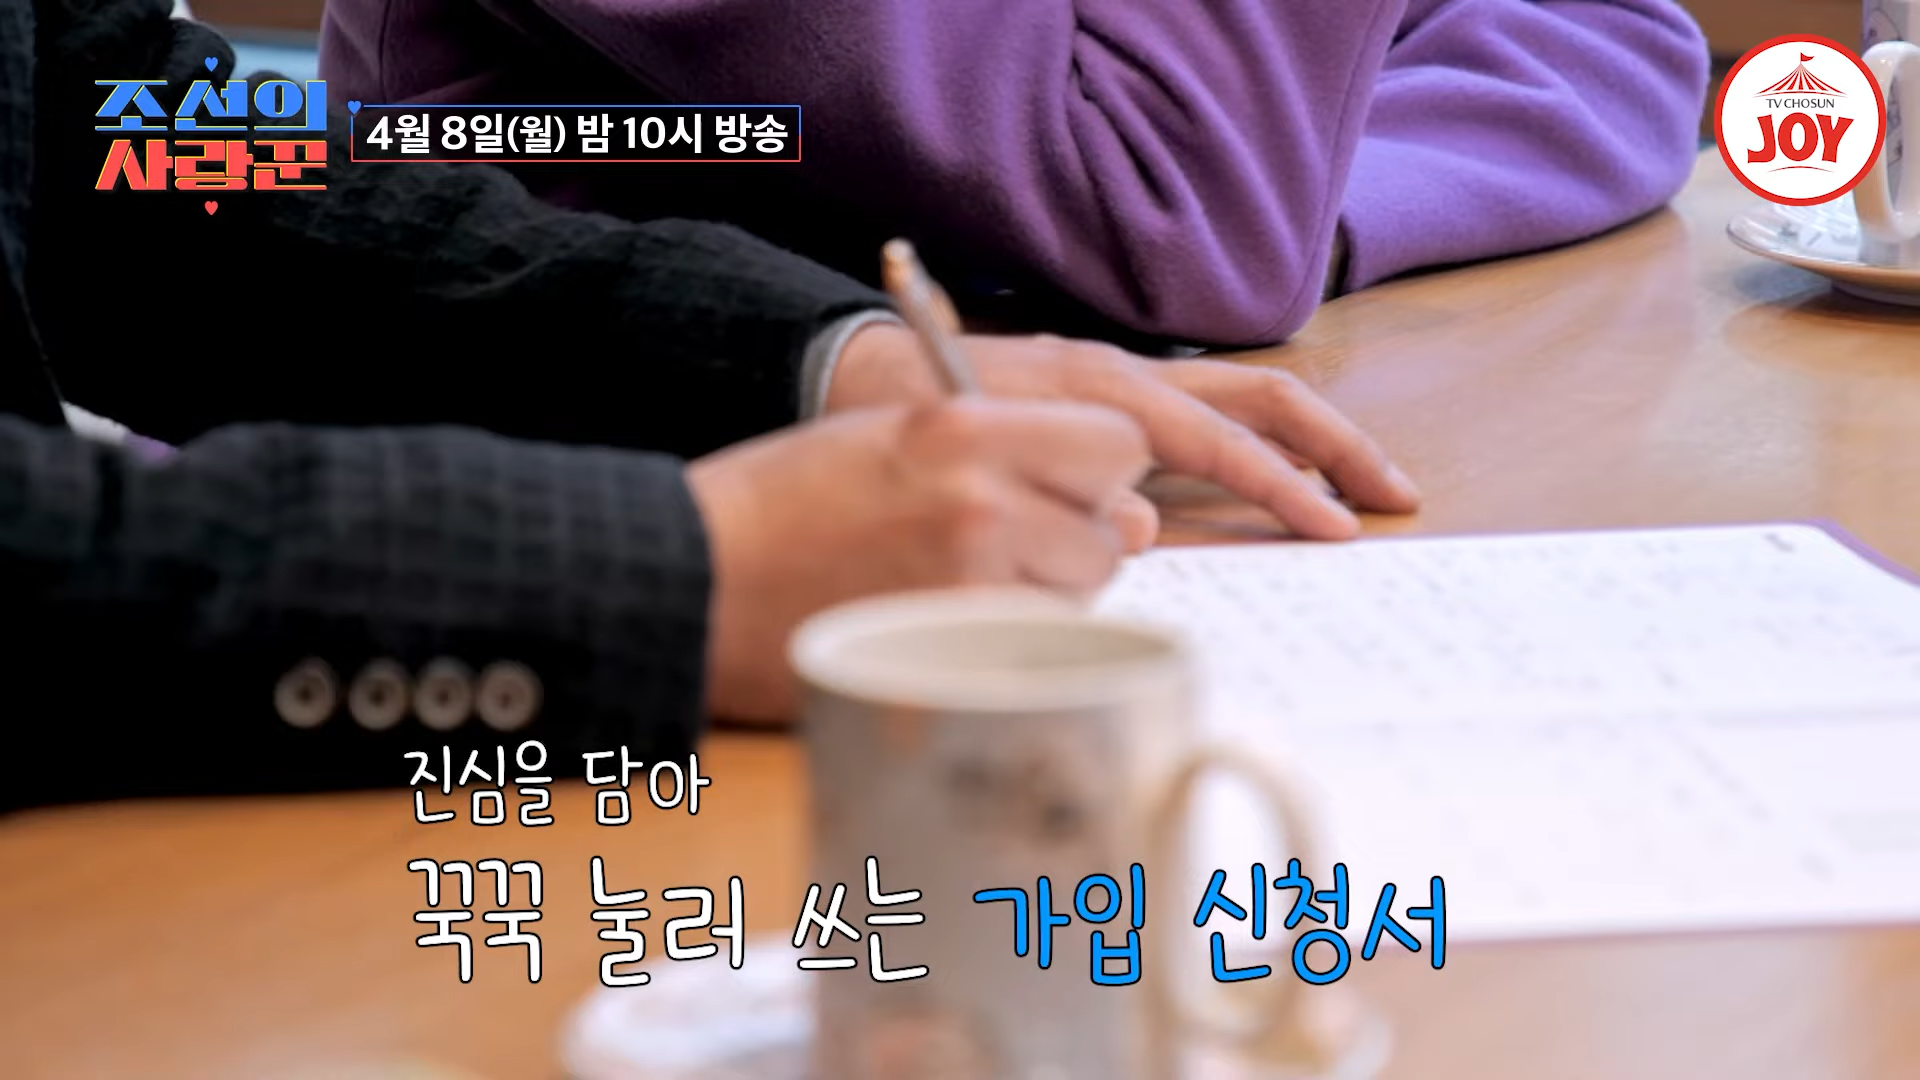 조선의
사랑꾼
4월 8일(월) 밤 10시 방송
TV CHOSUN
JOY
진심을 담아
꾹꾹 눌러 쓰는 가입 신청서